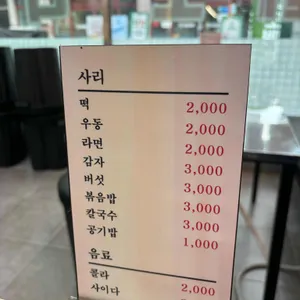 사리
떡 2,000
우동 2,000
라면 2,000
감자 3,000
버섯 3,000
볶음밥 3,000
칼국수 3,000
공기밥 1,000
음료
콜라 2,000
사이다 2,000